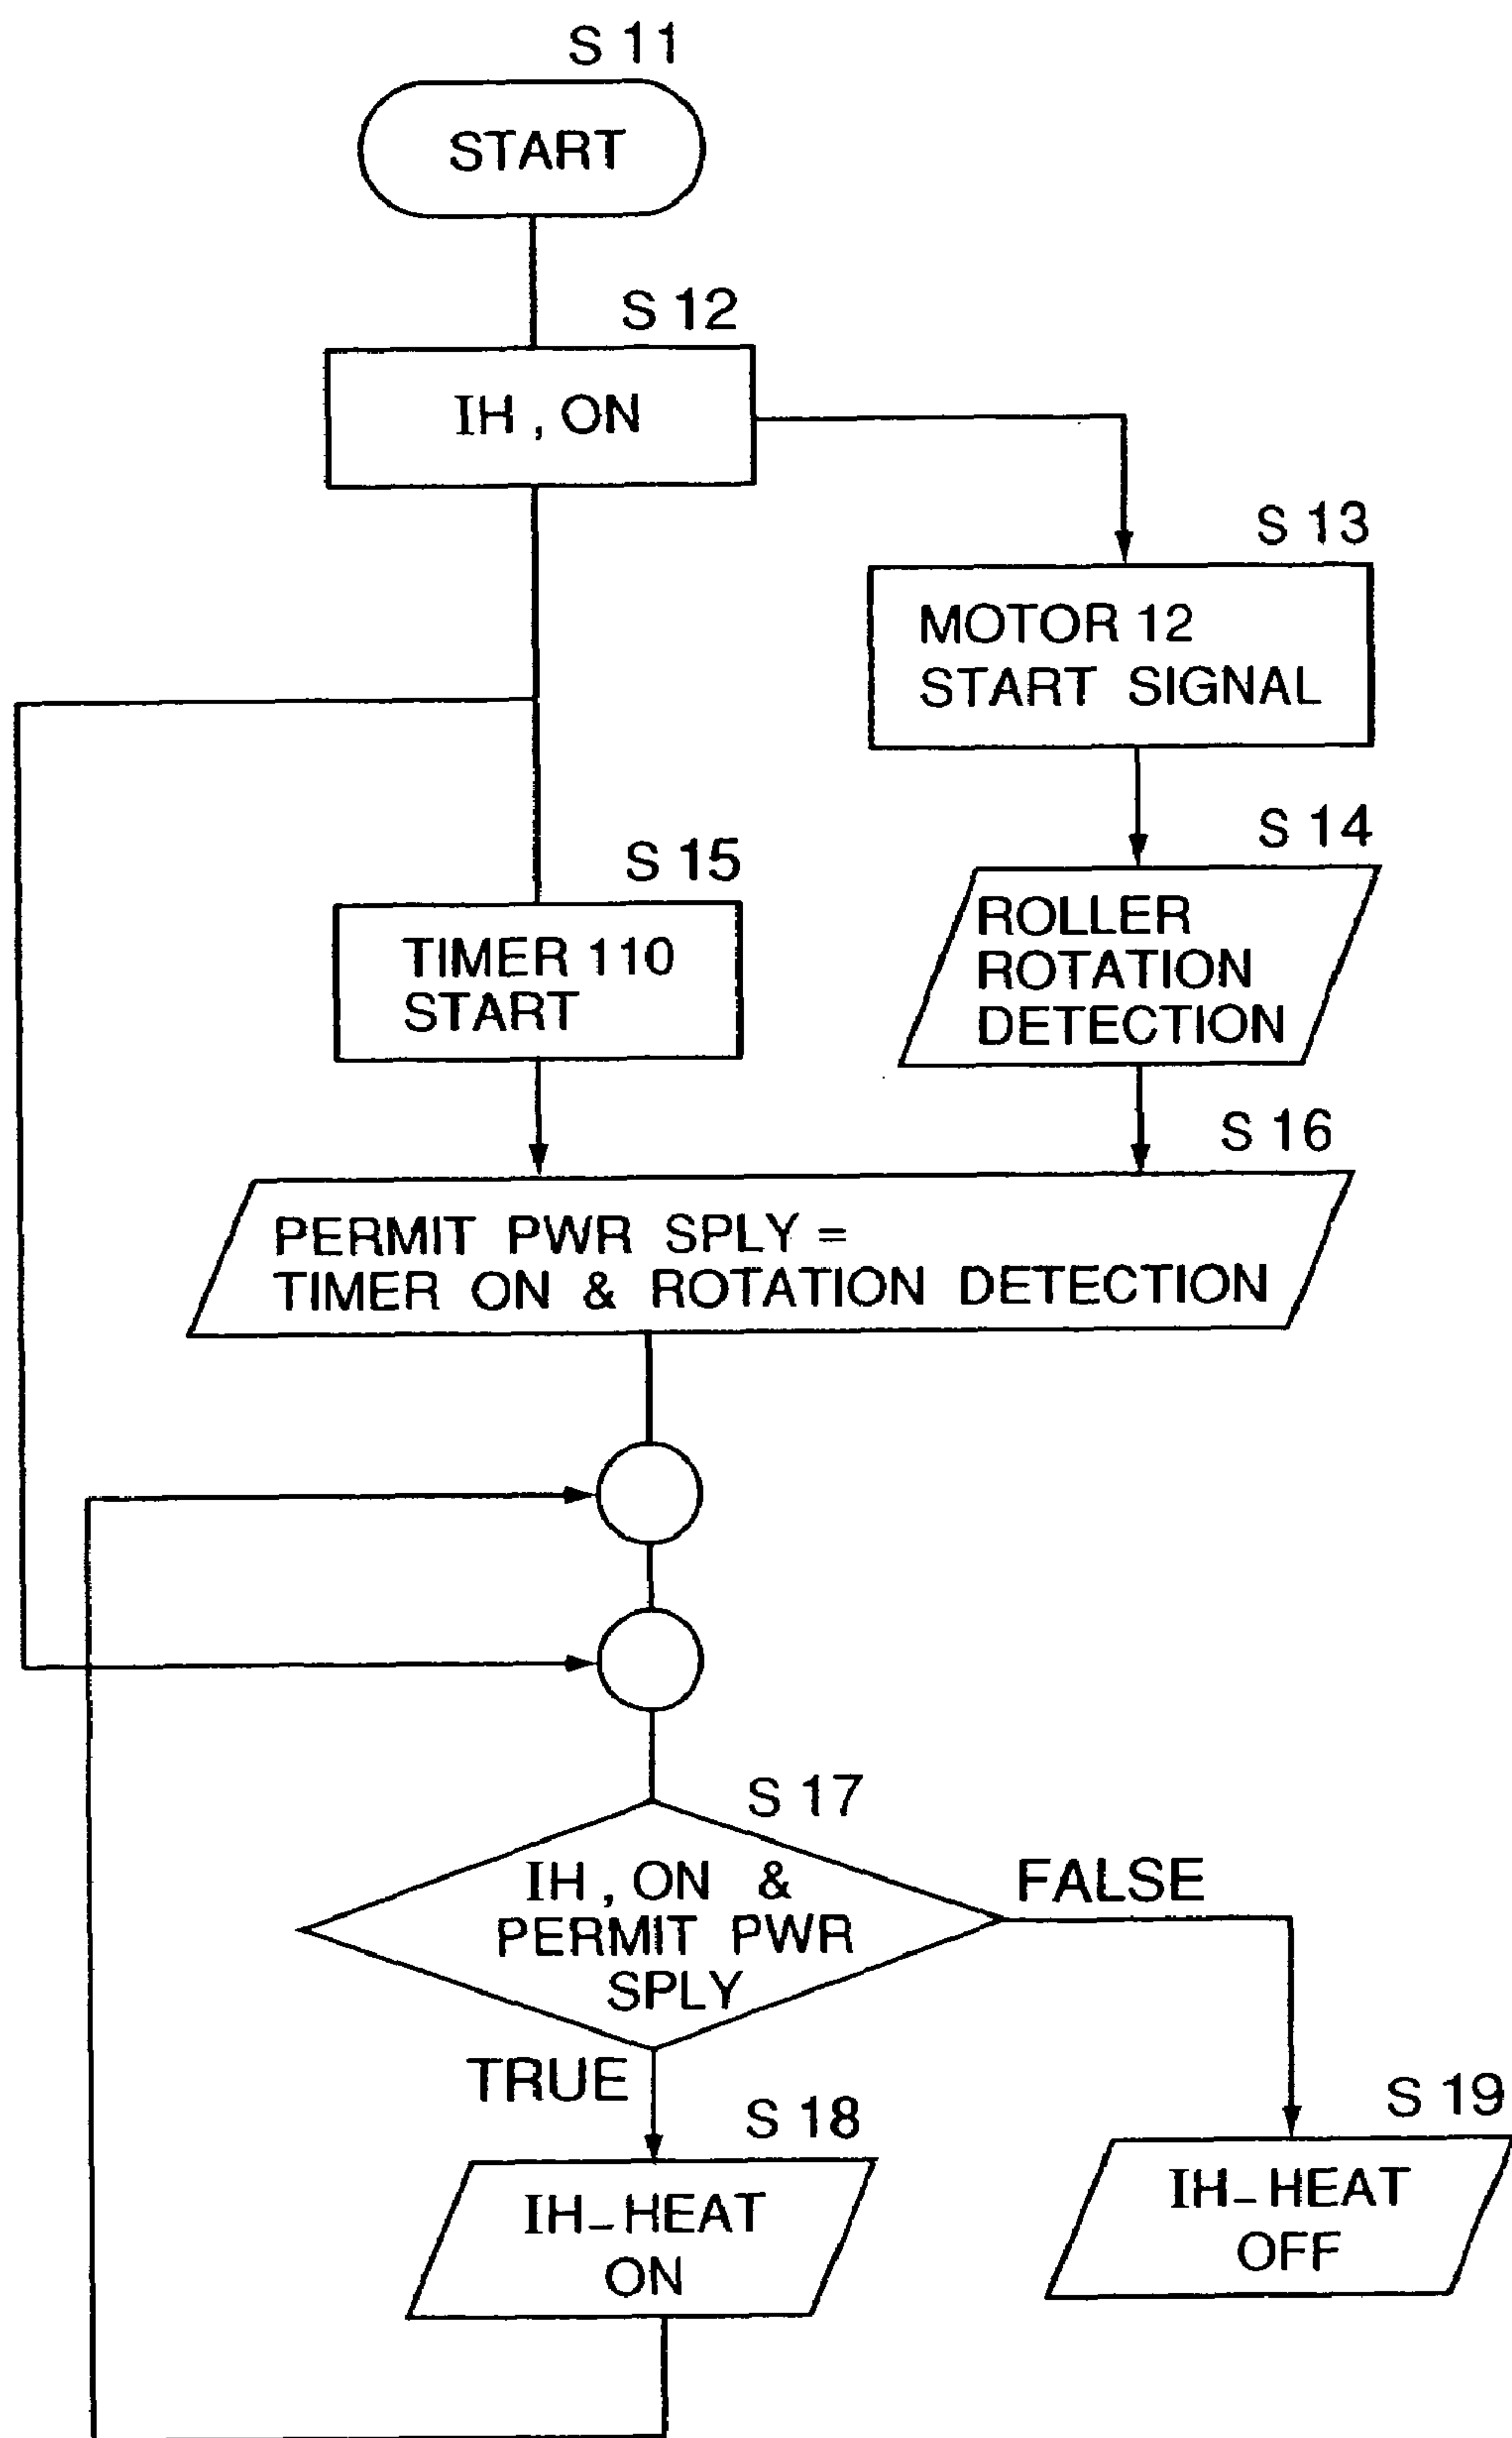 S 11
START
S 12
IH , ON
S 13
MOTOR 12
START SIGNAL
S 14
ROLLER
ROTATION
DETECTION
S 15
TIMER 110
START
S 16
PERMIT PWR SPLY =
TIMER ON & ROTATION DETECTION
S 17
IH , ON &
PERMIT PWR
SPLY
FALSE
TRUE
S 18
IH_HEAT
ON
S 19
IH_HEAT
OFF